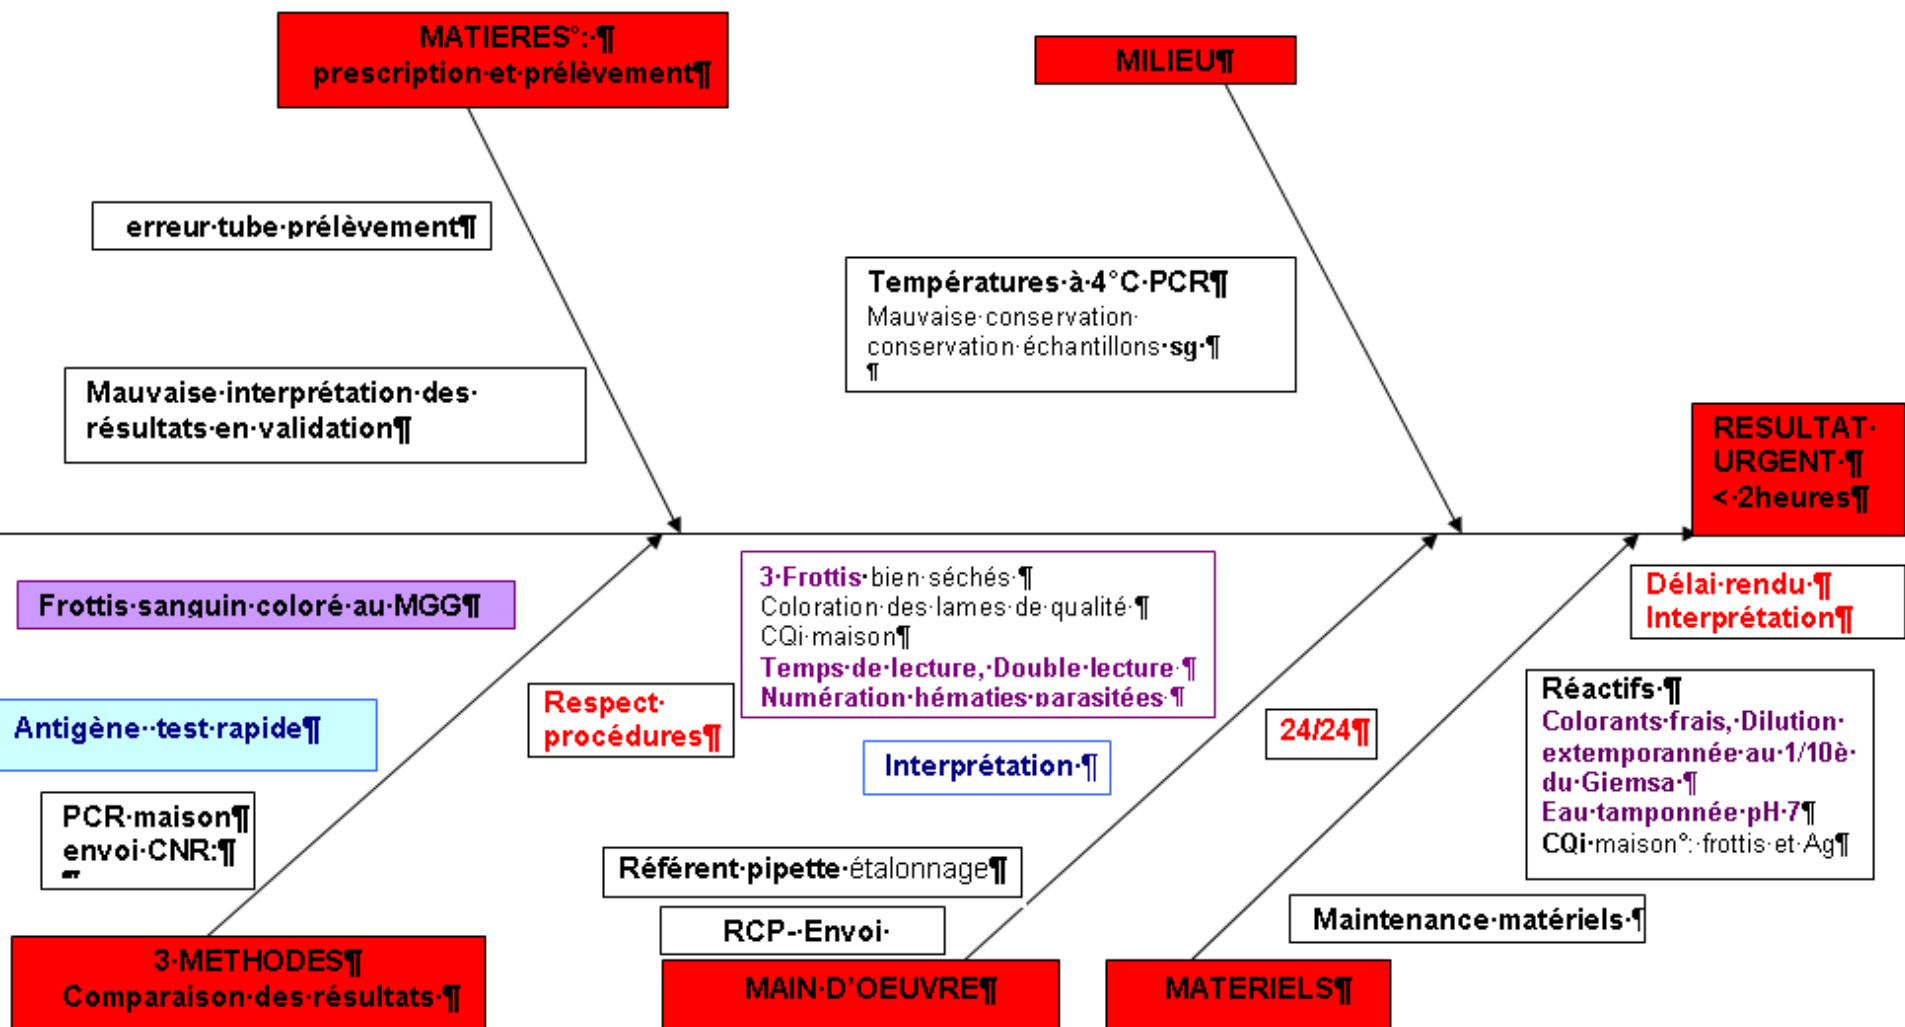 MATIERES°:·¶
prescription·et·prélèvement¶
MILIEU¶
erreur·tube·prélèvement¶
Températures·à·4°C·PCR¶
Mauvaise·conservation·
conservation·échantillons·sg·¶
¶
Mauvaise·interprétation·des·
résultats·en·validation¶
RESULTAT·
URGENT·¶
<·2heures¶
Frottis·sanguin·coloré·au·MGG¶
3·Frottis·bien·séchés·¶
Coloration·des·lames·de·qualité·¶
CQi·maison¶
Temps·de·lecture,·Double·lecture·¶
Numération·hématies·parasitées·¶
Délai·rendu·¶
Interprétation¶
Antigène··test·rapide¶
Respect·
procédures¶
24/24¶
Interprétation·¶
Réactifs·¶
Colorants·frais,·Dilution·
extemporannée·au·1/10è·
du·Giemsa·¶
Eau·tamponnée·pH·7¶
CQi·maison°:·frottis·et·Ag¶
PCR·maison¶
envoi·CNR:¶
Référent·pipette·étalonnage¶
RCP-·Envoi·
Maintenance·matériels·¶
3·METHODES¶
Comparaison·des·résultats·¶
MAIN·D'OEUVRE¶
MATERIELS¶